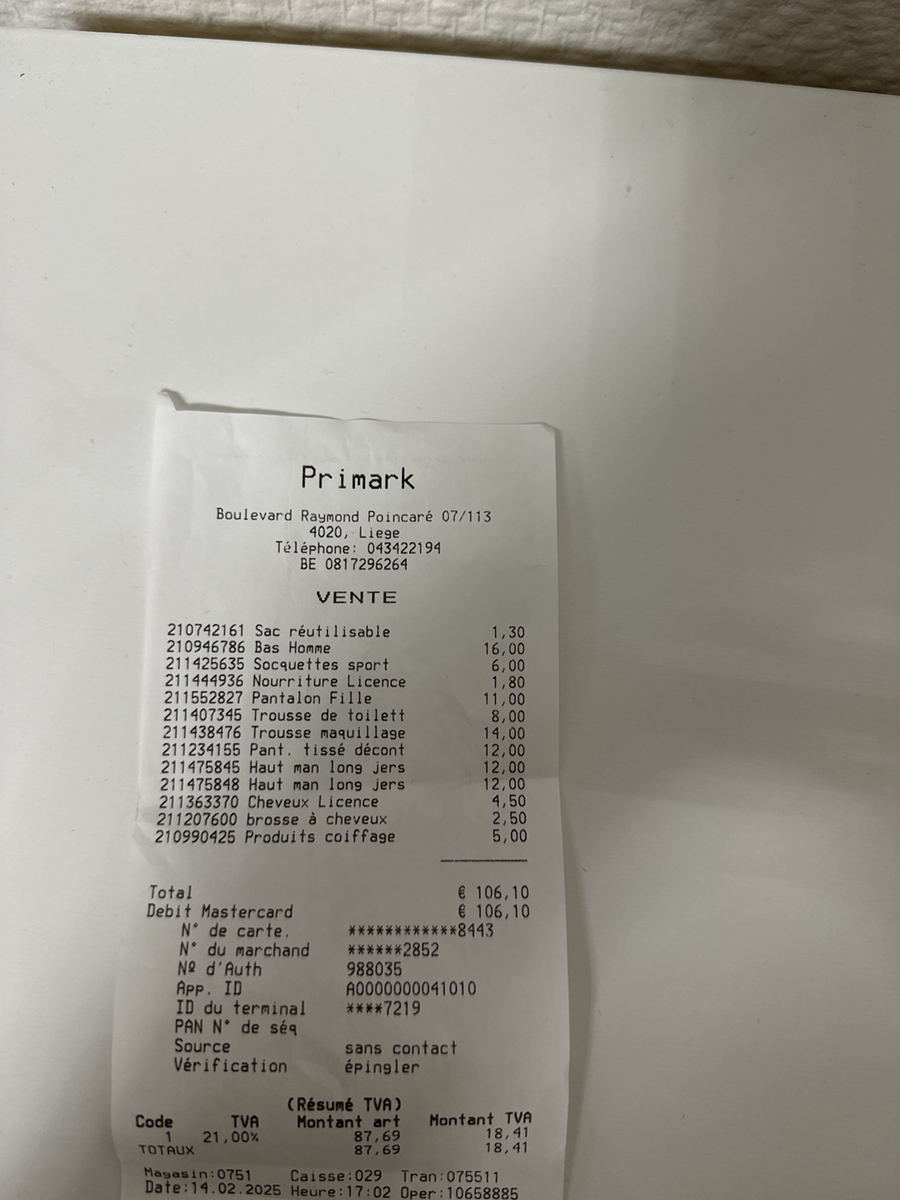 Primark
Boulevard Raymond Poincaré 07/113
4020, Liege
Téléphone: 043422194
BE 0817296264
VENTE
210742161 Sac réutilisable 1,30
210946786 Bas Homme 16,00
211425635 Socquettes sport 6,00
211444936 Nourriture Licence 1,80
211552827 Pantalon Fille 11,00
211407345 Trousse de toilett 8,00
211438476 Trousse maquillage 14,00
211234155 Pant. tissé décont 12,00
211475845 Haut man long jers 12,00
211475848 Haut man long jers 12,00
211363370 Cheveux Licence 4,50
211207600 brosse à cheveux 2,50
210990425 Produits coiffage 5,00
Total € 106,10
Debit Mastercard € 106,10
N° de carte. ************8443
N° du marchand ******2852
Nº d'Auth 988035
App. ID A0000000041010
ID du terminal ****7219
PAN N° de séq
Source sans contact
Vérification épingler
(Résumé TVA)
Code TVA Montant art Montant TVA
1 21,00% 87,69 18,41
TOTAUX 87,69 18,41
Magasin:0751 Caisse:029 Tran:075511
Date:14.02.2025 Heure:17:02 Oper:10658885